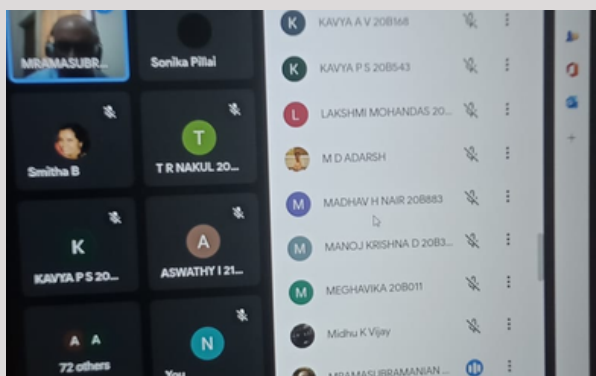 MRAMASUBR...
Sonika Pillai
Smitha B
T
T R NAKUL 20...
K
KAVYA P S 20...
A
ASWATHY I 21...
A A
72 others
N
You
K KAVYA A V 20B168
K KAVYA P S 20B543
L LAKSHMI MOHANDAS 20...
M D ADARSH
M MADHAV H NAIR 20B883
M MANOJ KRISHNA D 20B3...
M MEGHAVIKA 20B011
Midhu K Vijay
MRAMASUBRAMANIAN ...